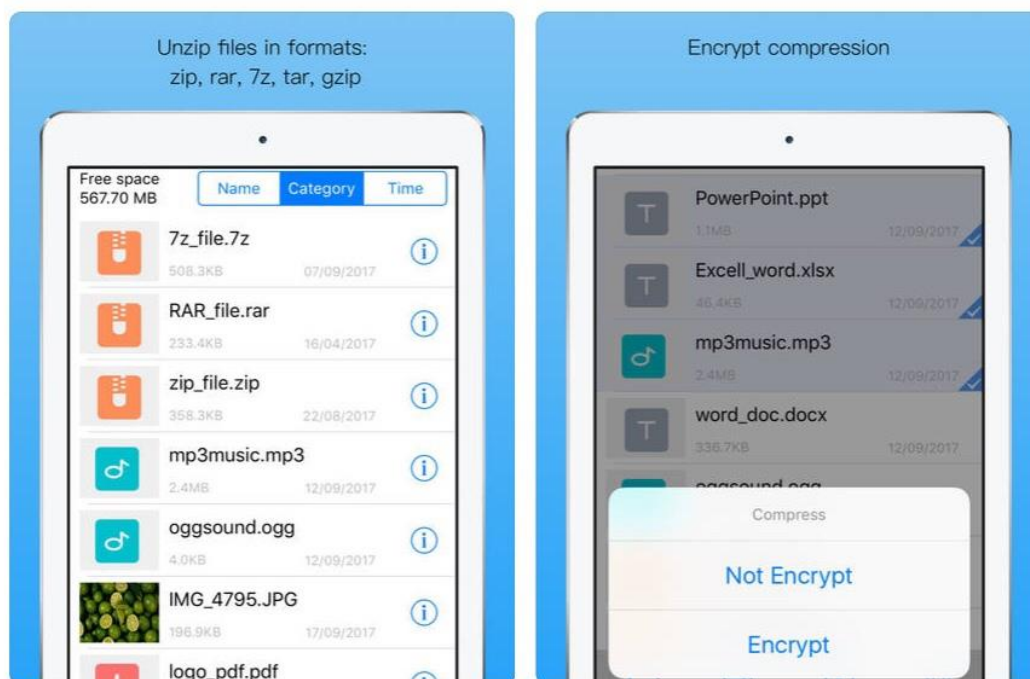 Unzip files in formats:
zip, rar, 7z, tar, gzip
Free space
567.70 MB
Name
Category
Time
7z_file.7z
508.3KB 07/09/2017
RAR_file.rar
233.4KB 16/04/2017
zip_file.zip
358.3KB 22/08/2017
mp3music.mp3
2.4MB 12/09/2017
oggsound.ogg
4.0KB 12/09/2017
IMG_4795.JPG
196.9KB 17/09/2017
logo_pdf.pdf
Encrypt compression
PowerPoint.ppt
1.1MB 12/09/2017
Excell_word.xlsx
46.4KB 12/09/2017
mp3music.mp3
2.4MB 12/09/2017
word_doc.docx
336.7KB 12/09/2017
oggsound.ogg
Compress
Not Encrypt
Encrypt